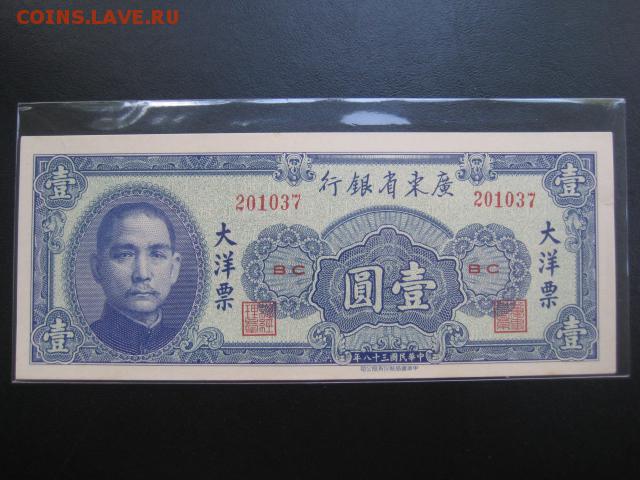 COINS.LAVE.RU
廣東省銀行
201037
201037
壹
壹
大洋票
大洋票
BC
BC
壹圓
壹
壹
中華民國三十八年